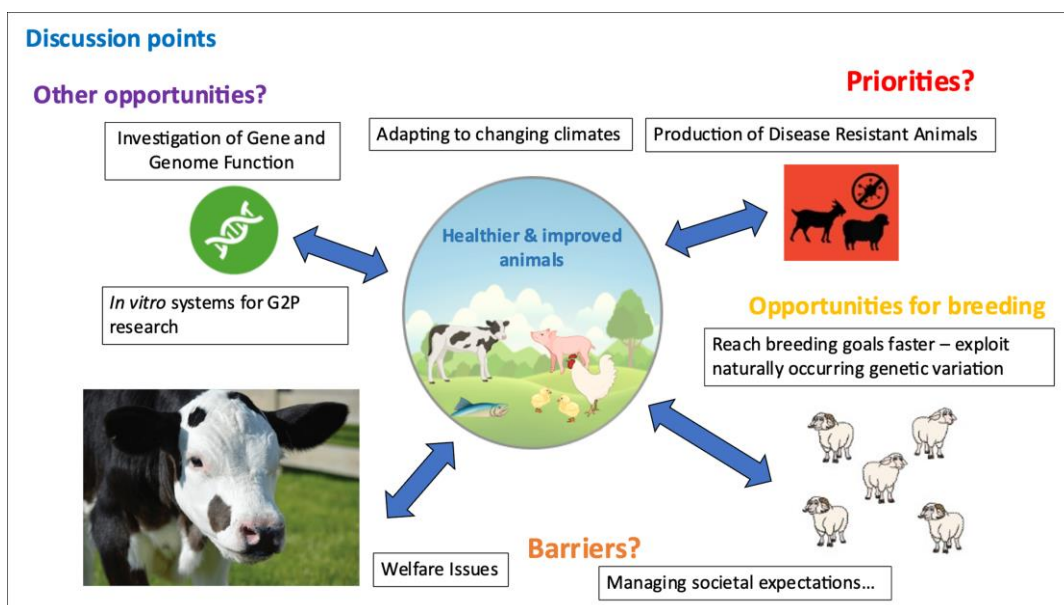 Discussion points
Other opportunities?
Priorities?
Investigation of Gene and
Genome Function
Adapting to changing climates
Production of Disease Resistant Animals
Healthier & improved
animals
In vitro systems for G2P
research
Opportunities for breeding
Reach breeding goals faster – exploit
naturally occurring genetic variation
Welfare Issues
Barriers?
Managing societal expectations...